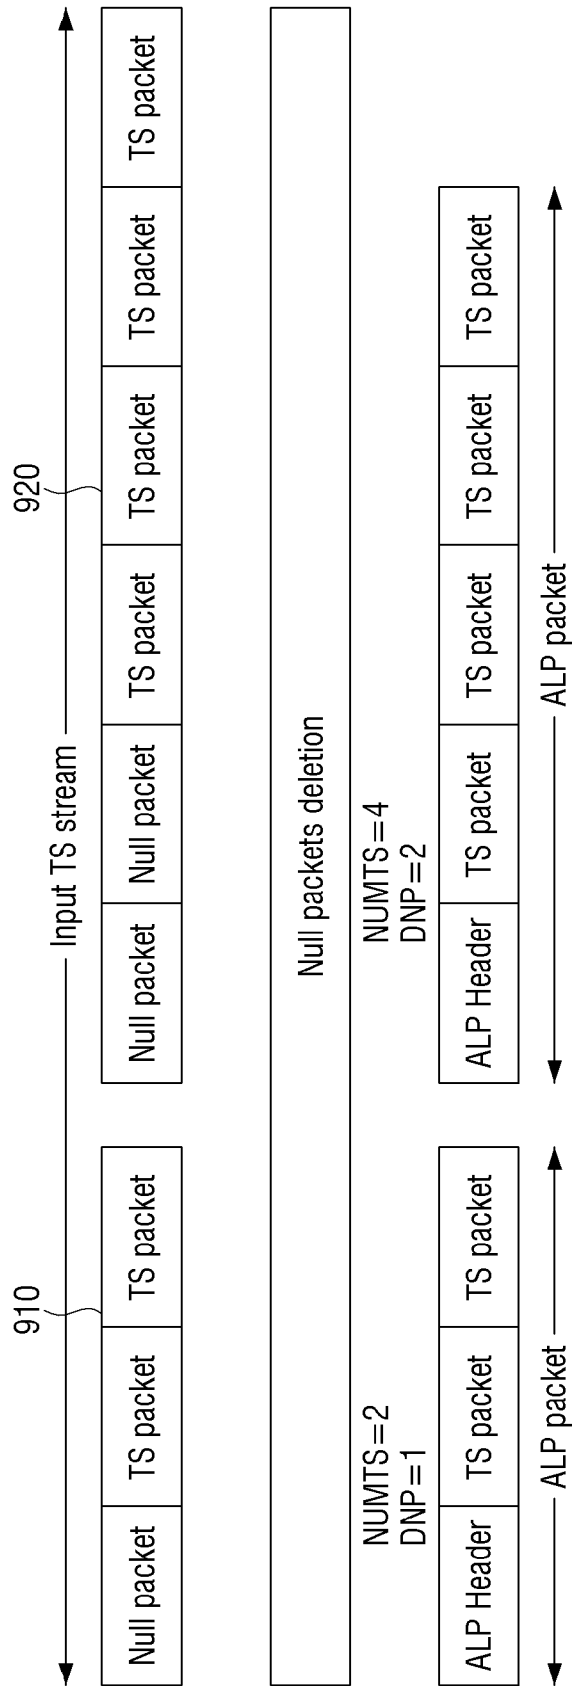 Input TS stream
910
920
Null packet
TS packet
TS packet
Null packet
Null packet
TS packet
TS packet
TS packet
TS packet
Null packets deletion
NUMTS=2
DNP=1
NUMTS=4
DNP=2
ALP Header
TS packet
TS packet
ALP Header
TS packet
TS packet
TS packet
TS packet
ALP packet
ALP packet